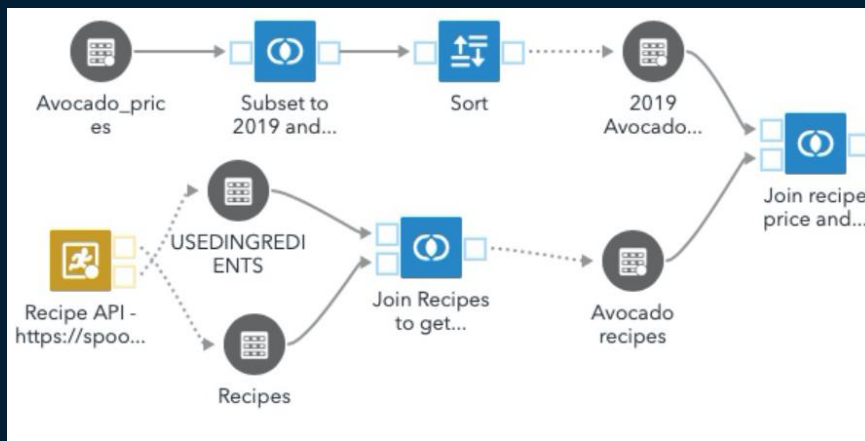 Avocado_pric
es
Subset to
2019 and...
Sort
2019
Avocado...
Join recipe
price and...
USEDINGREDI
ENTS
Join Recipes
to get...
Avocado
recipes
Recipe API -
https://spoo...
Recipes